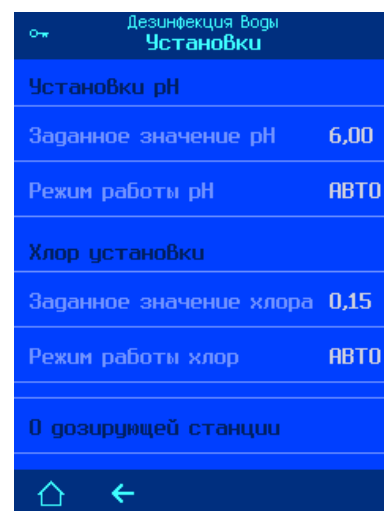 Дезинфекция Воды
Установки
Установки pH
Заданное значение pH 6,00
Режим работы pH АВТО
Хлор установки
Заданное значение хлора 0,15
Режим работы хлор АВТО
О дозирующей станции